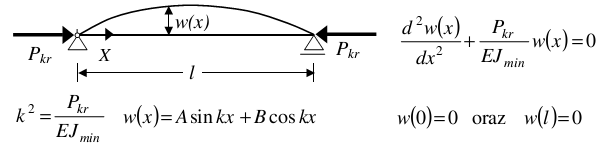 w(x)
P_kr X P_kr
l
d²w(x)/dx² + P_kr/EJ_min w(x)=0
k² = P_kr/EJ_min w(x)= A sin kx + B cos kx w(0)=0 oraz w(l)=0